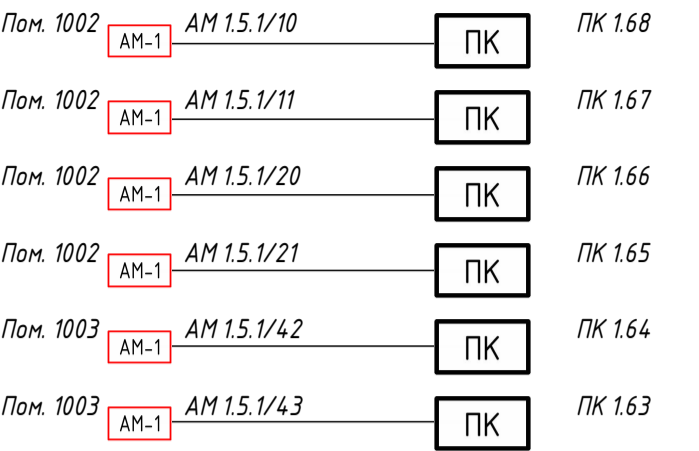 Пом. 1002 АМ-1 АМ 1.5.1/10 ПК ПК 1.68
Пом. 1002 АМ-1 АМ 1.5.1/11 ПК ПК 1.67
Пом. 1002 АМ-1 АМ 1.5.1/20 ПК ПК 1.66
Пом. 1002 АМ-1 АМ 1.5.1/21 ПК ПК 1.65
Пом. 1003 АМ-1 АМ 1.5.1/42 ПК ПК 1.64
Пом. 1003 АМ-1 АМ 1.5.1/43 ПК ПК 1.63